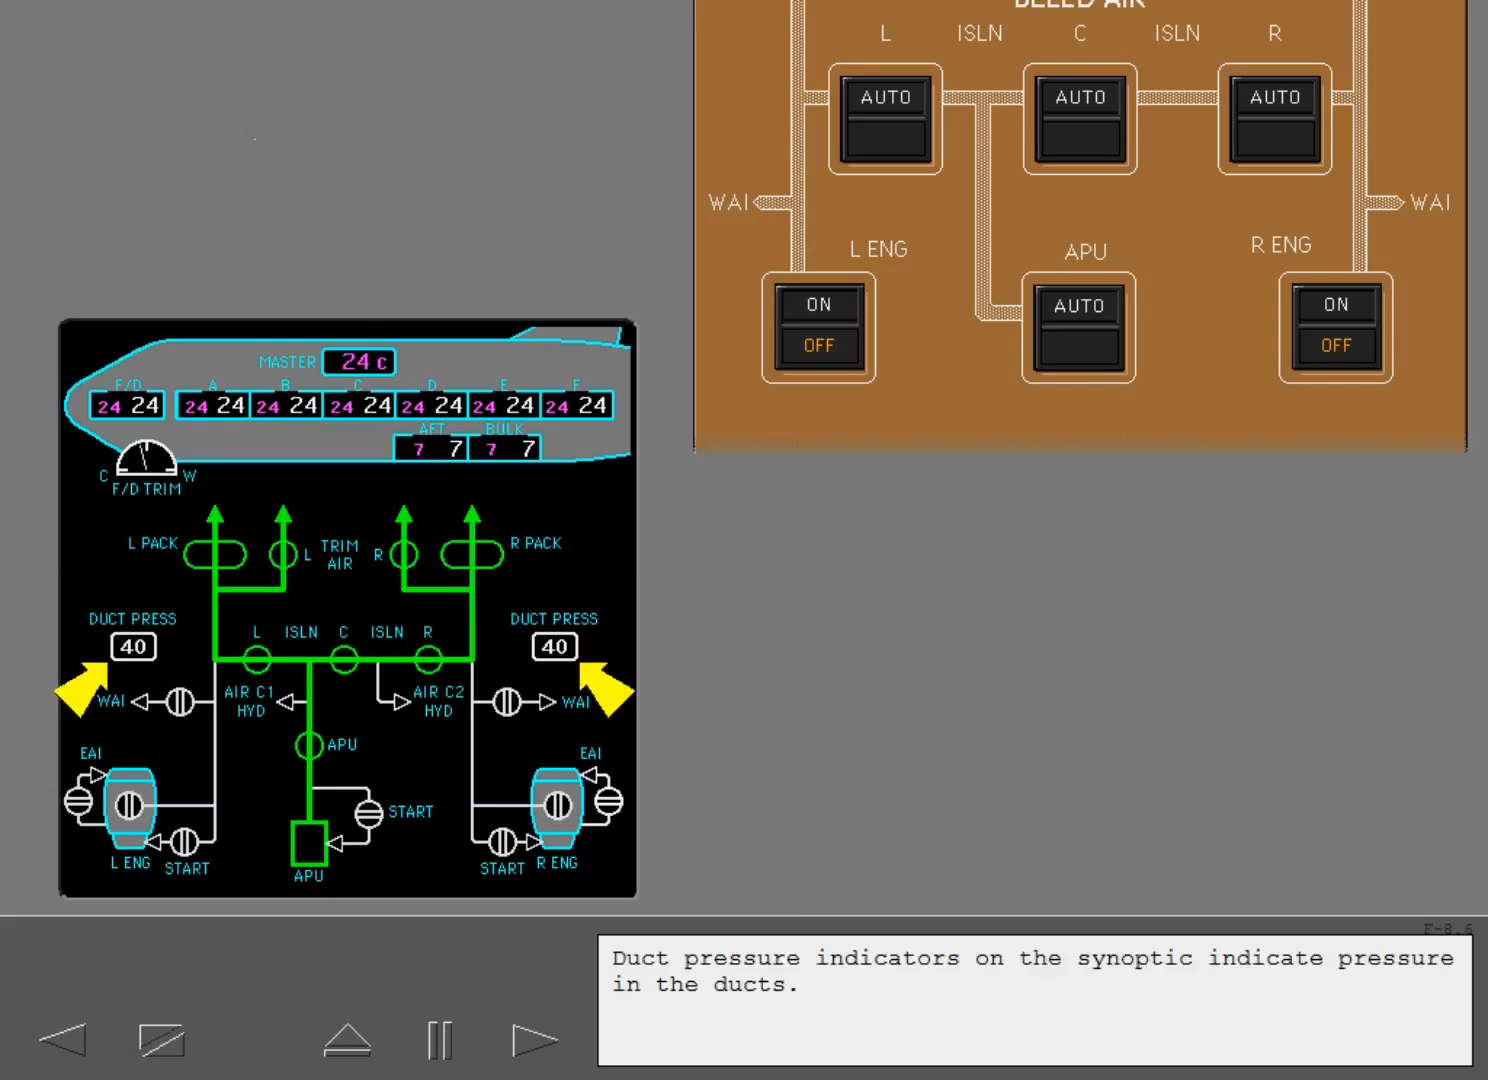 BLEED AIR
L ISLN C ISLN R
AUTO AUTO AUTO
WAI WAI
L ENG APU R ENG
ON AUTO ON
OFF OFF
MASTER 24 c
F/D A B C D E F
24 24 24 24 24 24 24 24 24 24 24 24 24 24
AFT BULK
7 7 7 7
C W
F/D TRIM
L PACK L TRIM AIR R R PACK
DUCT PRESS DUCT PRESS
40 40
L ISLN C ISLN R
WAI AIR C1 HYD AIR C2 HYD WAI
APU
EAI EAI
START
L ENG START APU START R ENG
F-8.6
Duct pressure indicators on the synoptic indicate pressure
in the ducts.